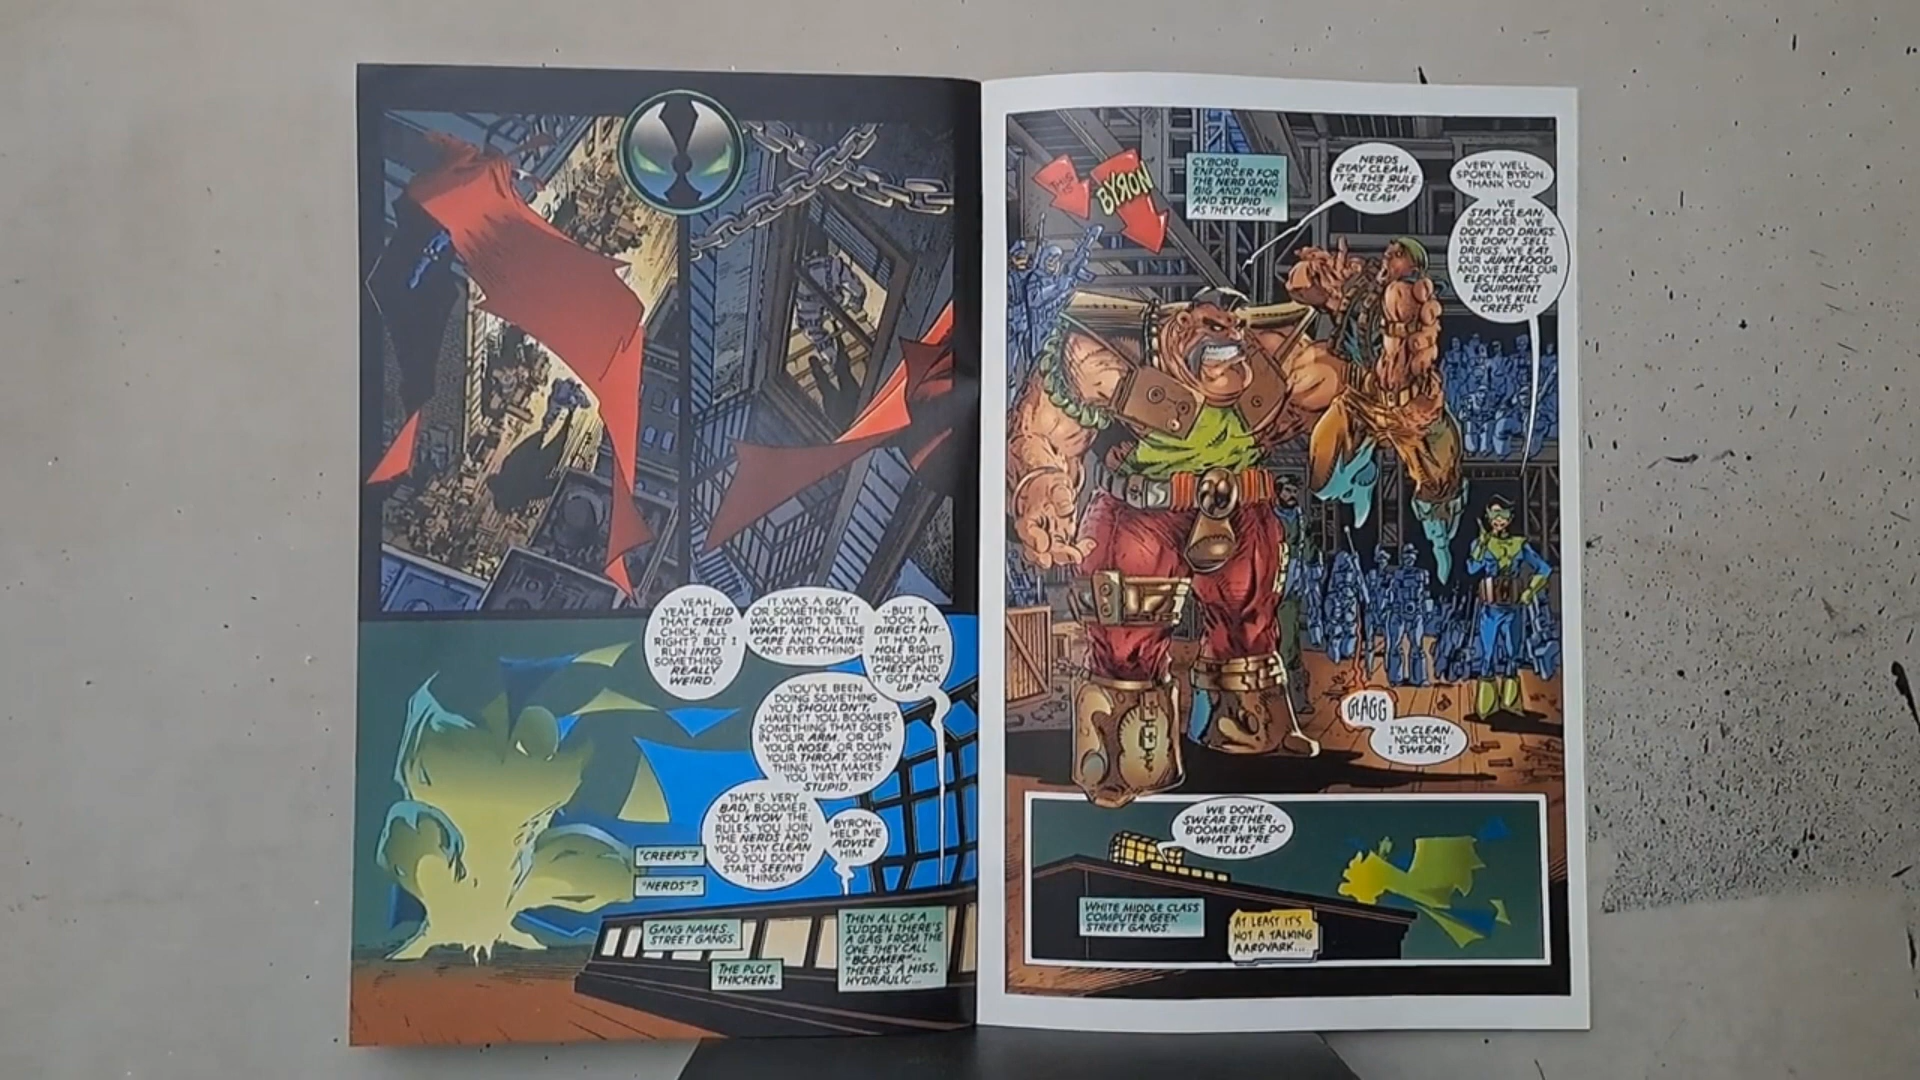 YEAH,
YEAH, I DID
THAT CREEP
CHICK, ALL
RIGHT? BUT I
RUN INTO
SOMETHING
REALLY
WEIRD.
IT WAS A GUY
OR SOMETHING. IT
WAS HARD TO TELL
WHAT, WITH ALL THE
CAPE AND CHAINS
AND EVERYTHING--
--BUT IT
TOOK A
DIRECT HIT--
IT HAD A
HOLE RIGHT
THROUGH ITS
CHEST AND
IT GOT BACK
UP!
YOU'VE BEEN
DOING SOMETHING
YOU SHOULDN'T,
HAVEN'T YOU, BOOMER?
SOMETHING THAT GOES
IN YOUR ARM, OR UP
YOUR NOSE, OR DOWN
YOUR THROAT. SOME-
THING THAT MAKES
YOU VERY, VERY
STUPID.
THAT'S VERY
BAD, BOOMER.
YOU KNOW THE
RULES. YOU JOIN
THE NERDS AND
YOU STAY CLEAN
SO YOU DON'T
START SEEING
THINGS.
BYRON--
HELP ME
ADVISE
HIM
"CREEPS"?
"NERDS"?
GANG NAMES.
STREET GANGS.
THE PLOT
THICKENS.
THEN ALL OF A
SUDDEN THERE'S
A GAG FROM THE
ONE THEY CALL
"BOOMER"--
THERE'S A HISS,
HYDRAULIC...
THIS
IS
BYRON
CYBORG
ENFORCER FOR
THE NERD GANG.
BIG AND MEAN
AND STUPID
AS THEY COME
NERDS
STAY CLEAN.
IT'S THE RULE
NERDS STAY
CLEAN.
VERY WELL
SPOKEN, BYRON.
THANK YOU
WE
STAY CLEAN,
BOOMER. WE
DON'T DO DRUGS.
WE DON'T SELL
DRUGS. WE EAT
OUR JUNK FOOD
AND WE STEAL OUR
ELECTRONICS
EQUIPMENT
AND WE KILL
CREEPS.
GLAGG
I'M CLEAN,
NORTON!
I SWEAR!
WE DON'T
SWEAR EITHER,
BOOMER! WE DO
WHAT WE'RE
TOLD!
WHITE MIDDLE CLASS
COMPUTER GEEK
STREET GANGS.
AT LEAST IT'S
NOT A TALKING
AARDVARK...